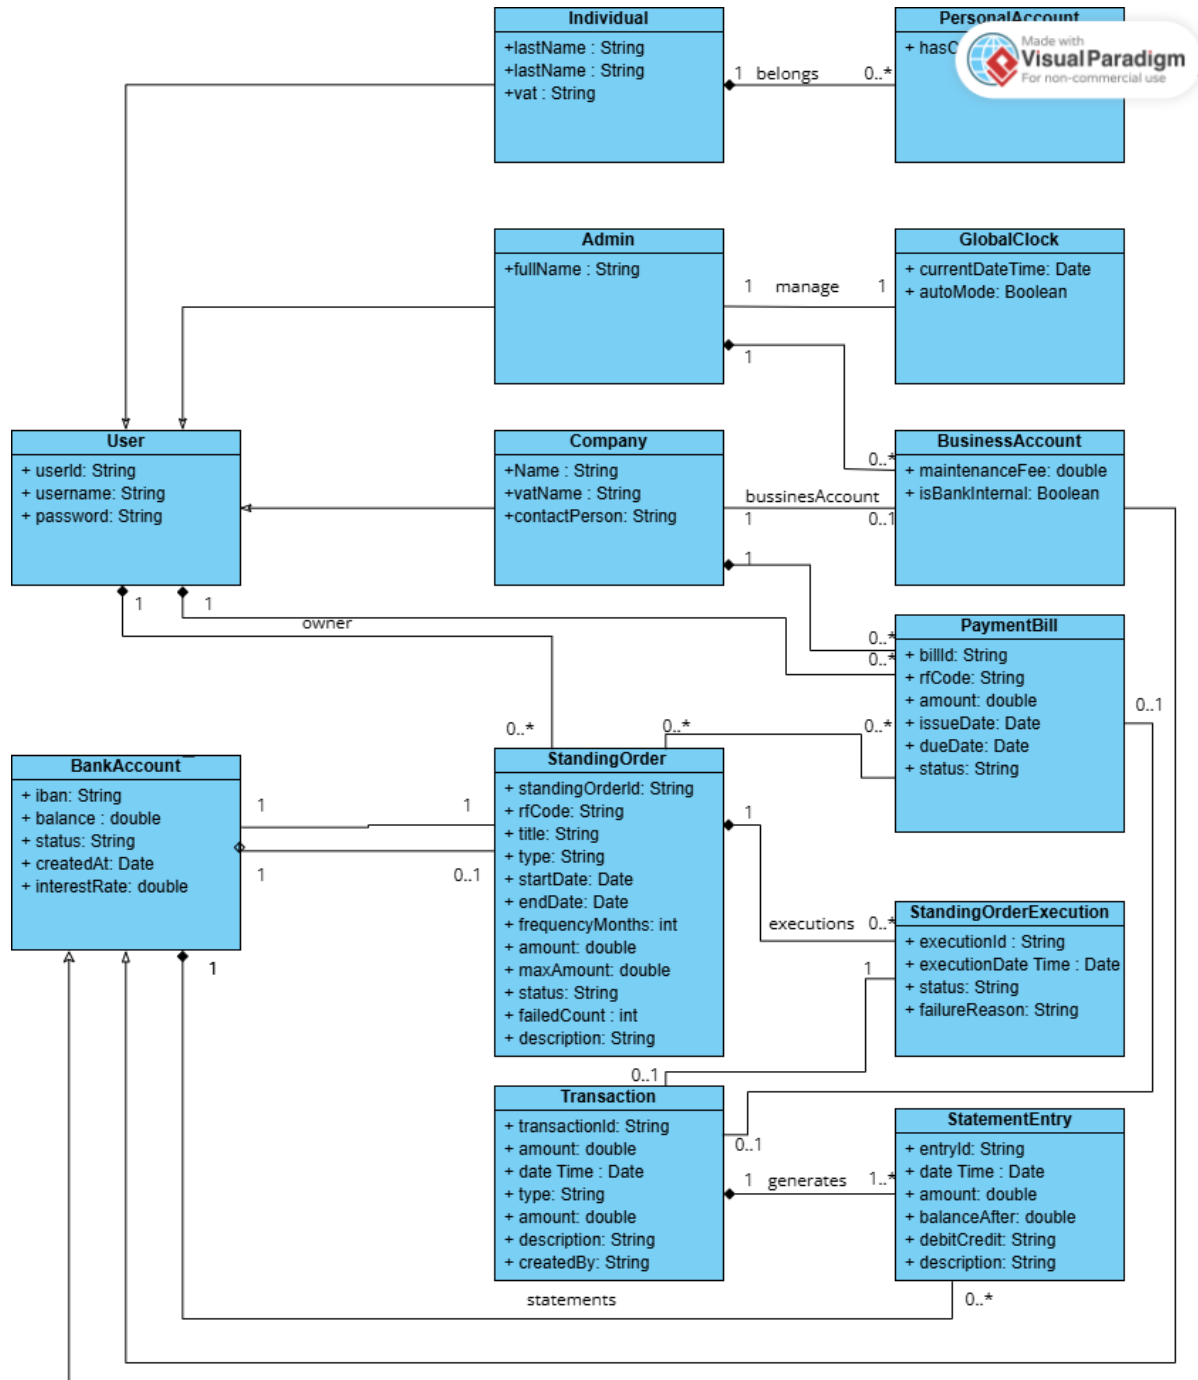 Individual
+lastName : String
+lastName : String
+vat : String
1 belongs 0..*
PersonalAccount
Made with
VisualParadigm
For non-commercial use
Admin
+fullName : String
1 manage 1
1
GlobalClock
+ currentDateTime: Date
+ autoMode: Boolean
User
+ userId: String
+ username: String
+ password: String
Company
+Name : String
+vatName : String
+contactPerson: String
0..*
bussinesAccount
1 0..1
1
BusinessAccount
+ maintenanceFee: double
+ isBankInternal: Boolean
1 1
owner
0..*
0..*
0..*
PaymentBill
+ billId: String
+ rfCode: String
+ amount: double
+ issueDate: Date
+ dueDate: Date
+ status: String
0..1
0..* 0..*
BankAccount
+ iban: String
+ balance : double
+ status: String
+ createdAt: Date
+ interestRate: double
1 1
1 0..1
1
StandingOrder
+ standingOrderId: String
+ rfCode: String
+ title: String
+ type: String
+ startDate: Date
+ endDate: Date
+ frequencyMonths: int
+ amount: double
+ maxAmount: double
+ status: String
+ failedCount : int
+ description: String
1
executions 0..*
1
StandingOrderExecution
+ executionId : String
+ executionDate Time : Date
+ status: String
+ failureReason: String
0..1
Transaction
+ transactionId: String
+ amount: double
+ date Time : Date
+ type: String
+ amount: double
+ description: String
+ createdBy: String
0..1
1 generates 1..*
StatementEntry
+ entryId: String
+ date Time : Date
+ amount: double
+ balanceAfter: double
+ debitCredit: String
+ description: String
statements
0..*